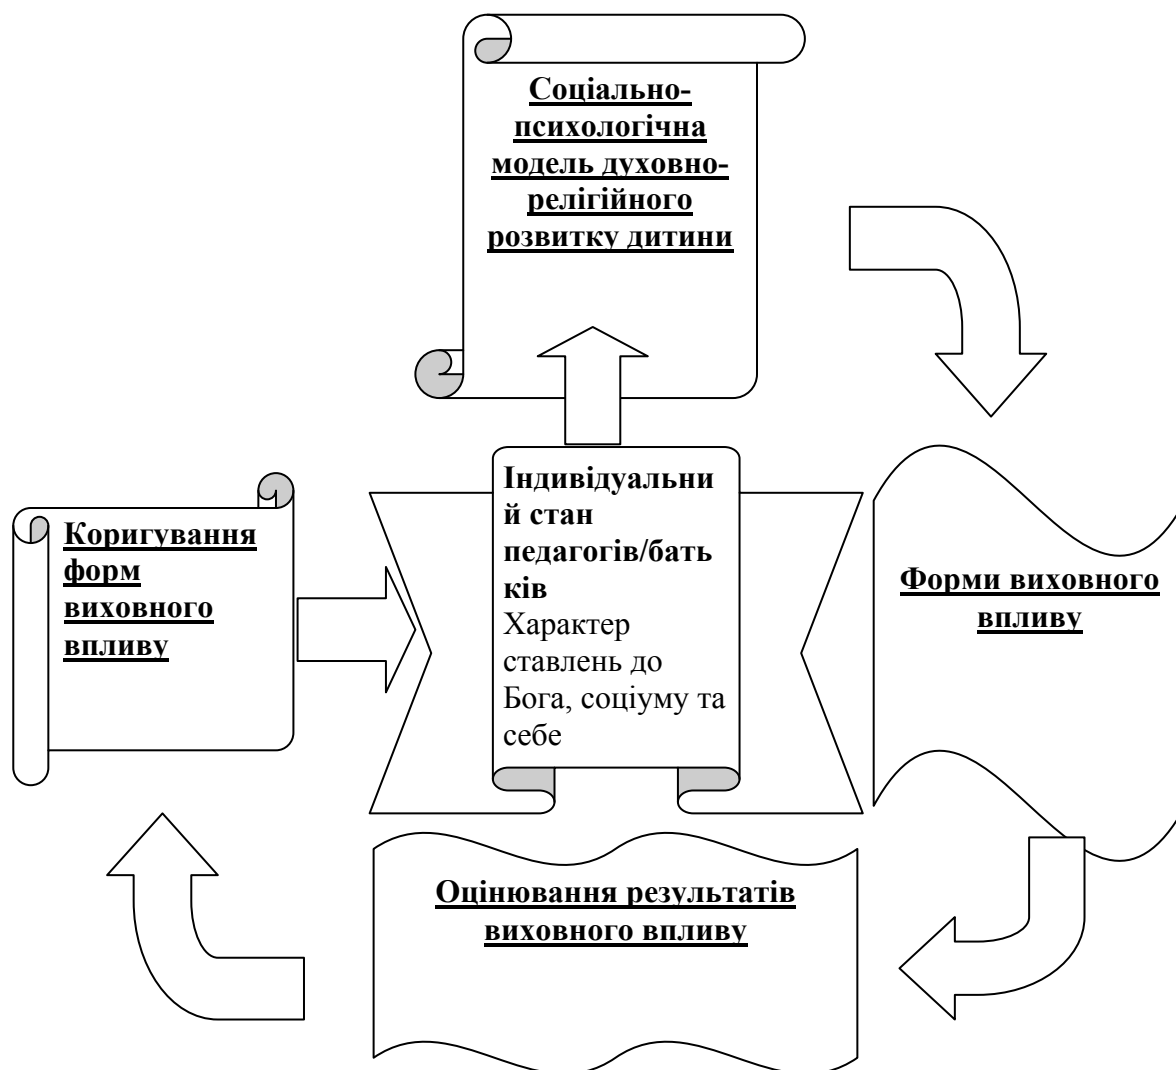 Соціально-
психологічна
модель духовно-
релігійного
розвитку дитини
Індивідуальни
й стан
педагогів/бать
ків
Характер
ставлень до
Бога, соціуму та
себе
Коригування
форм
виховного
впливу
Форми виховного
впливу
Оцінювання результатів
виховного впливу